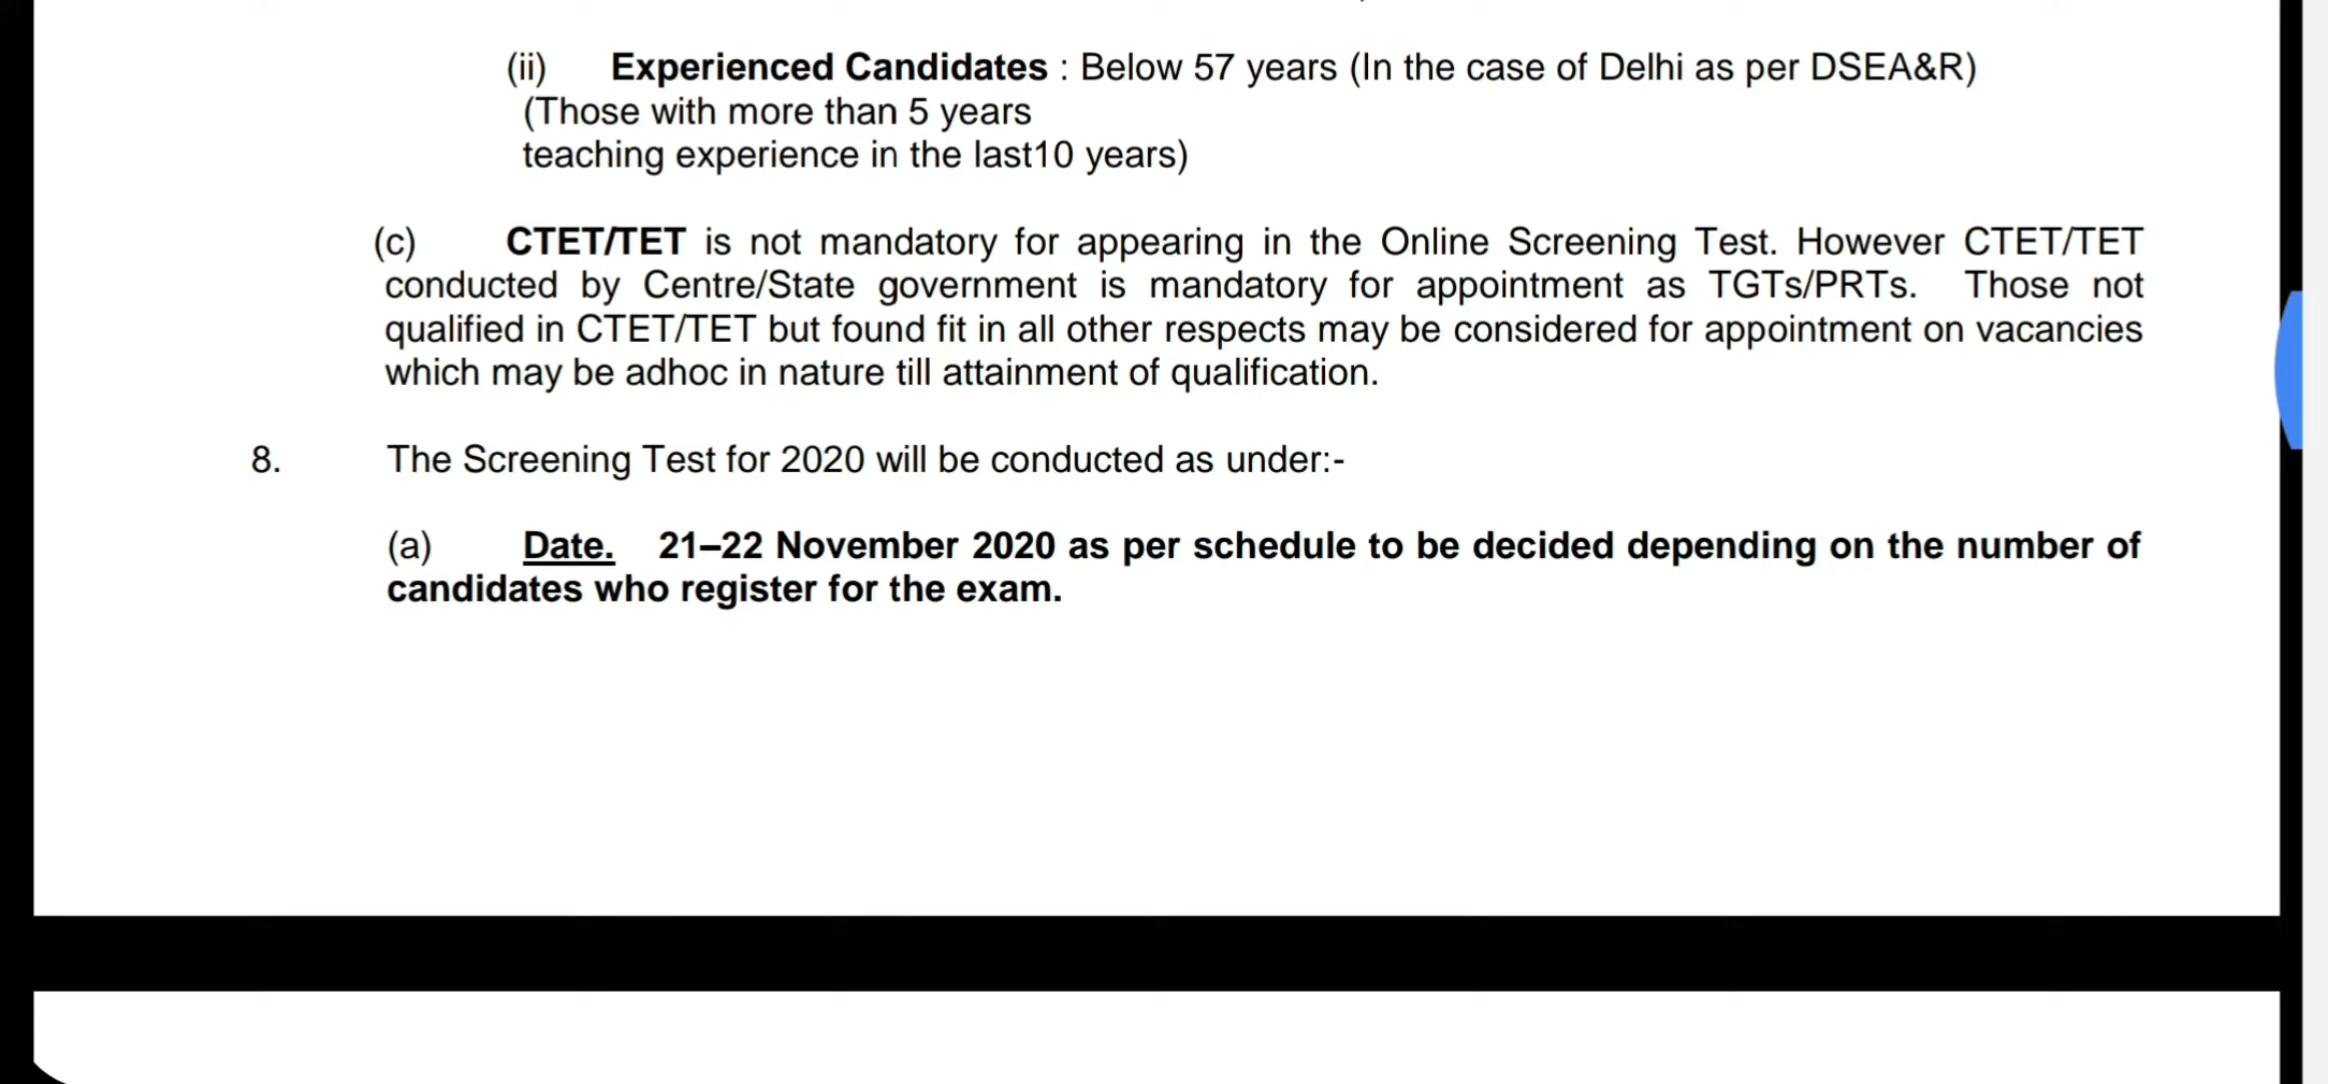 (ii) Experienced Candidates : Below 57 years (In the case of Delhi as per DSEA&R)
(Those with more than 5 years
teaching experience in the last10 years)
(c) CTET/TET is not mandatory for appearing in the Online Screening Test. However CTET/TET
conducted by Centre/State government is mandatory for appointment as TGTs/PRTs. Those not
qualified in CTET/TET but found fit in all other respects may be considered for appointment on vacancies
which may be adhoc in nature till attainment of qualification.
8. The Screening Test for 2020 will be conducted as under:-
(a) Date. 21–22 November 2020 as per schedule to be decided depending on the number of
candidates who register for the exam.